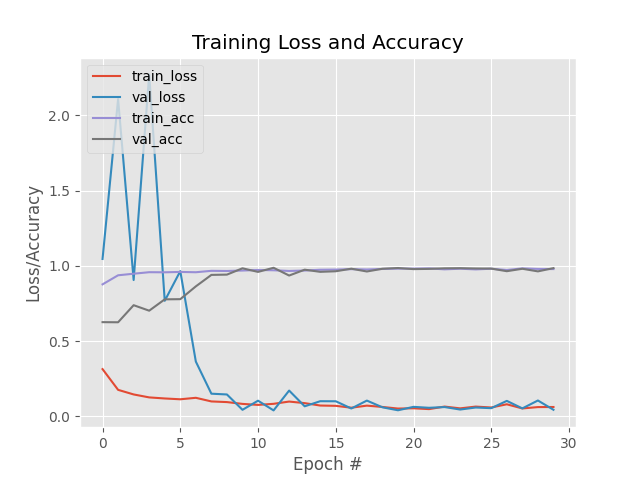 Training Loss and Accuracy
train_loss
val_loss
train_acc
val_acc
2.0
1.5
1.0
0.5
0.0
Loss/Accuracy
0 5 10 15 20 25 30
Epoch #